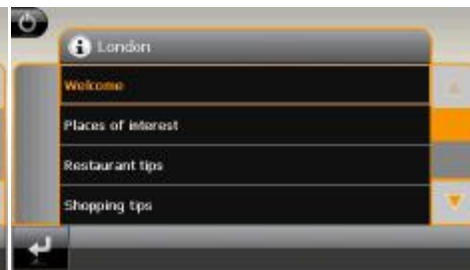 London
Welcome
Places of interest
Restaurant tips
Shopping tips